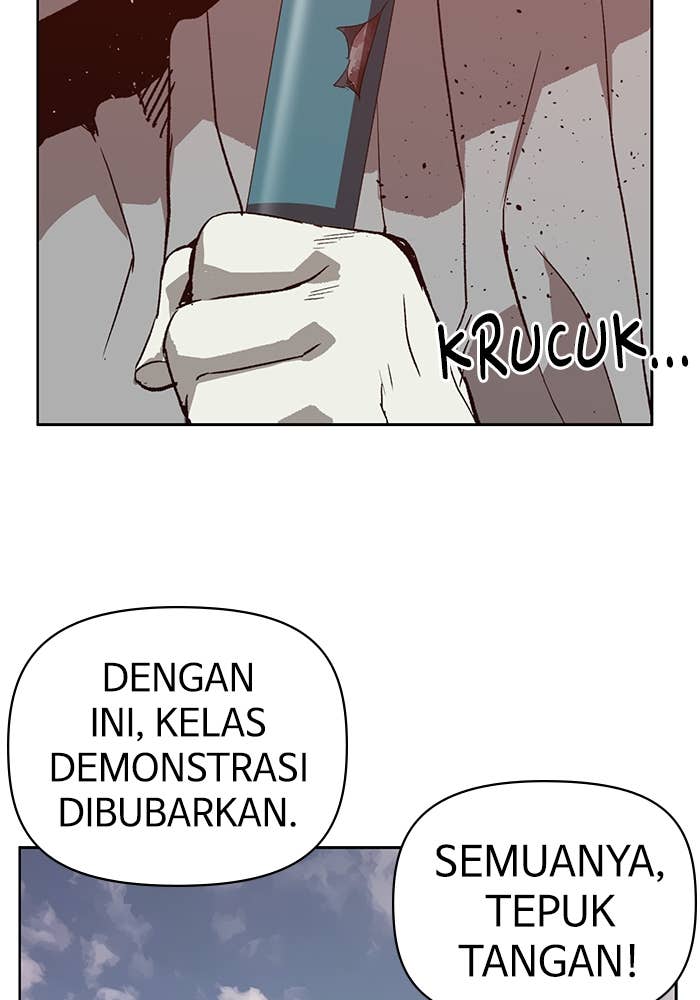 KRUCUK...
DENGAN
INI, KELAS
DEMONSTRASI
DIBUBARKAN.
SEMUANYA,
TEPUK
TANGAN!